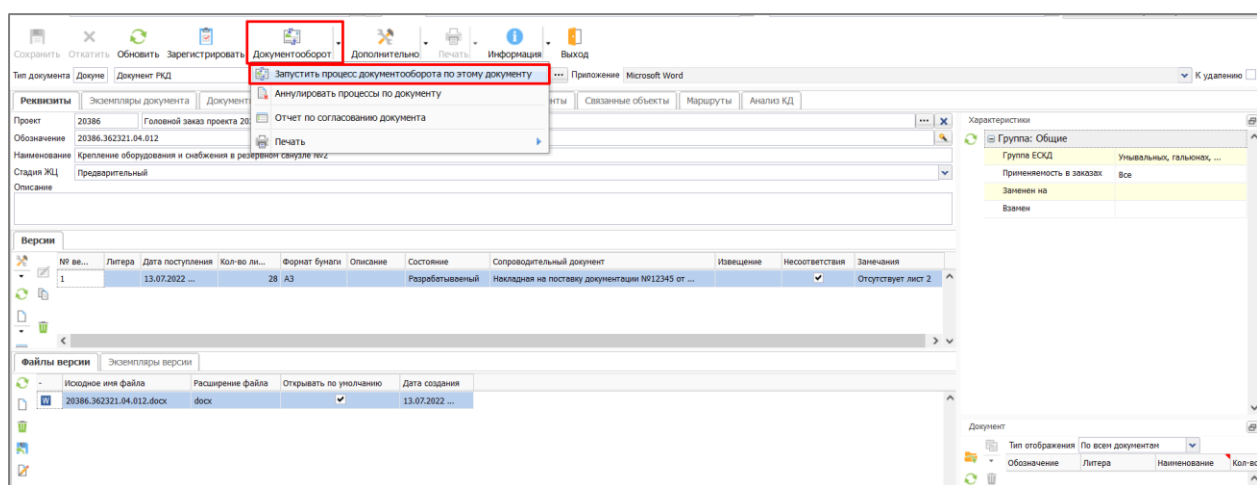 Сохранить Откатить Обновить Зарегистрировать Документооборот Дополнительно Печать Информация Выход
Тип документа Докуме Документ РКД ... Приложение Microsoft Word К удалению
Запустить процесс документооборота по этому документу
Аннулировать процессы по документу
Отчет по согласованию документа
Печать
Реквизиты Экземпляры документа Документ Связанные объекты Маршруты Анализ КД
Проект 20386 Головной заказ проекта 20 ...
Обозначение 20386.362321.04.012
Наименование Крепление оборудования и снабжения в резервном санузле №2
Стадия ЖЦ Предварительный
Описание
Характеристики
Группа: Общие
Группа ЕСКД Умывальных, гальюнах, ...
Применяемость в заказах Все
Заменен на
Взамен
Версии
№ ве... Литера Дата поступления Кол-во ли... Формат бумаги Описание Состояние Сопроводительный документ Извещение Несоответствия Замечания
1 13.07.2022 ... 28 А3 Разрабатываемый Накладная на поставку документации №12345 от ... Отсутствует лист 2
Файлы версии Экземпляры версии
- Исходное имя файла Расширение файла Открывать по умолчанию Дата создания
20386.362321.04.012.docx docx 13.07.2022 ...
Документ
Тип отображения По всем документам
Обозначение Литера Наименование Кол-во